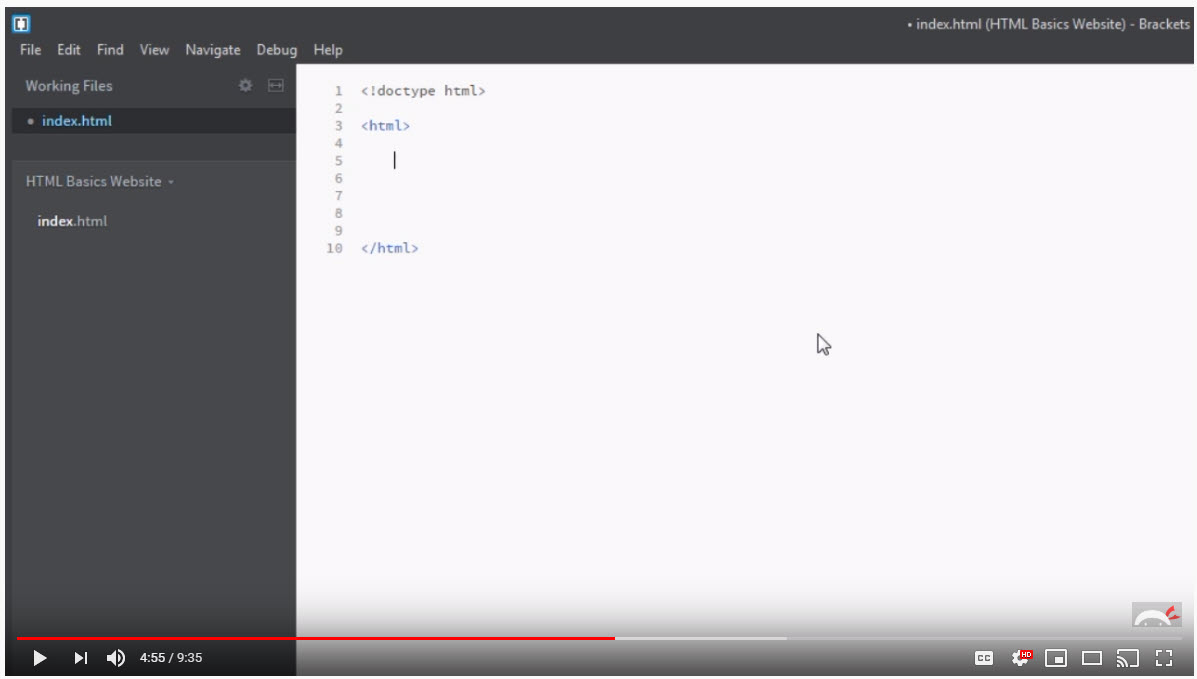 • index.html (HTML Basics Website) - Brackets
File Edit Find View Navigate Debug Help
Working Files
• index.html
HTML Basics Website
index.html
1 <!doctype html>
2
3 <html>
4
5
6
7
8
9
10 </html>
4:55 / 9:35
CC
HD